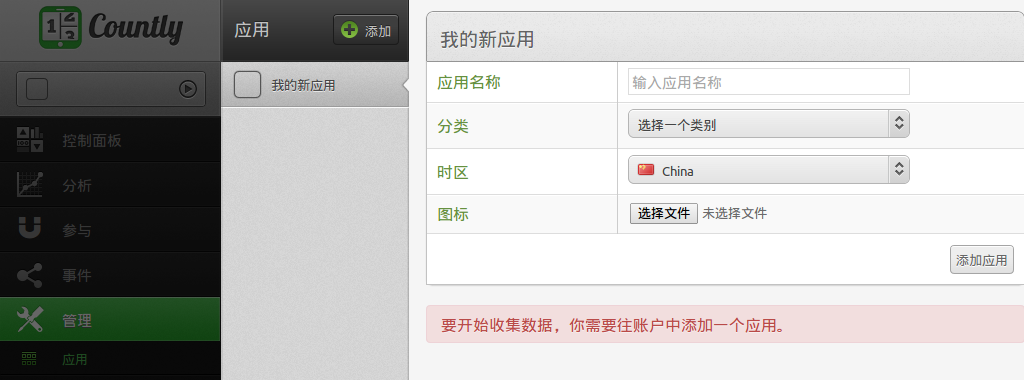 Countly
控制面板
分析
参与
事件
管理
应用
应用
添加
我的新应用
我的新应用
应用名称
输入应用名称
分类
选择一个类别
时区
China
图标
选择文件 未选择文件
添加应用
要开始收集数据，你需要往账户中添加一个应用。